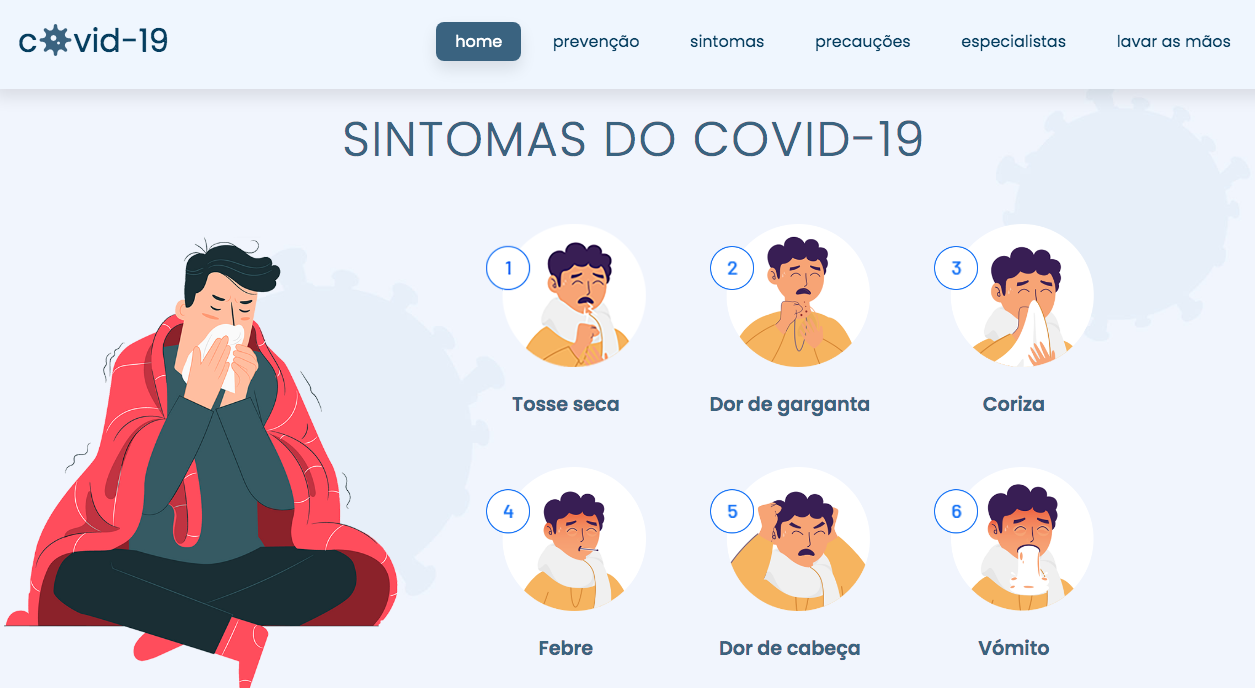 covid-19
home prevenção sintomas precauções especialistas lavar as mãos
SINTOMAS DO COVID-19
1 2 3
Tosse seca Dor de garganta Coriza
4 5 6
Febre Dor de cabeça Vómito